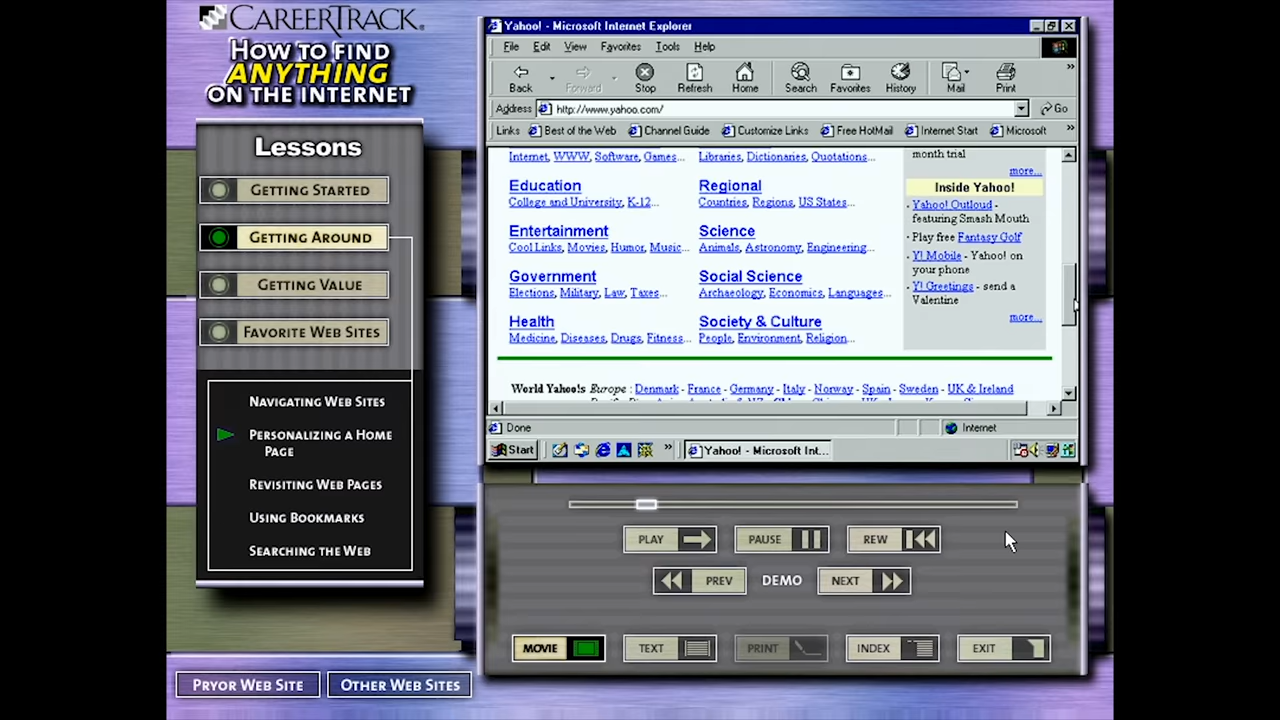 CAREERTRACK®
HOW TO FIND
ANYTHING
ON THE INTERNET
Lessons
GETTING STARTED
GETTING AROUND
GETTING VALUE
FAVORITE WEB SITES
NAVIGATING WEB SITES
PERSONALIZING A HOME
PAGE
REVISITING WEB PAGES
USING BOOKMARKS
SEARCHING THE WEB
PRYOR WEB SITE
OTHER WEB SITES
Yahoo! - Microsoft Internet Explorer
File Edit View Favorites Tools Help
Back Forward Stop Refresh Home Search Favorites History Mail Print
Address http://www.yahoo.com/ Go
Links Best of the Web Channel Guide Customize Links Free HotMail Internet Start Microsoft
Internet, WWW, Software, Games...
Education
College and University, K-12...
Entertainment
Cool Links, Movies, Humor, Music...
Government
Elections, Military, Law, Taxes...
Health
Medicine, Diseases, Drugs, Fitness...
Libraries, Dictionaries, Quotations...
Regional
Countries, Regions, US States...
Science
Animals, Astronomy, Engineering...
Social Science
Archaeology, Economics, Languages...
Society & Culture
People, Environment, Religion...
month trial
more...
Inside Yahoo!
- Yahoo! Outloud -
featuring Smash Mouth
- Play free Fantasy Golf
- Y! Mobile - Yahoo! on
your phone
- Y! Greetings - send a
Valentine
more...
World Yahoo!s Europe : Denmark - France - Germany - Italy - Norway - Spain - Sweden - UK & Ireland
Done Internet
Start Yahoo! - Microsoft Int...
PLAY PAUSE REW
PREV DEMO NEXT
MOVIE TEXT PRINT INDEX EXIT